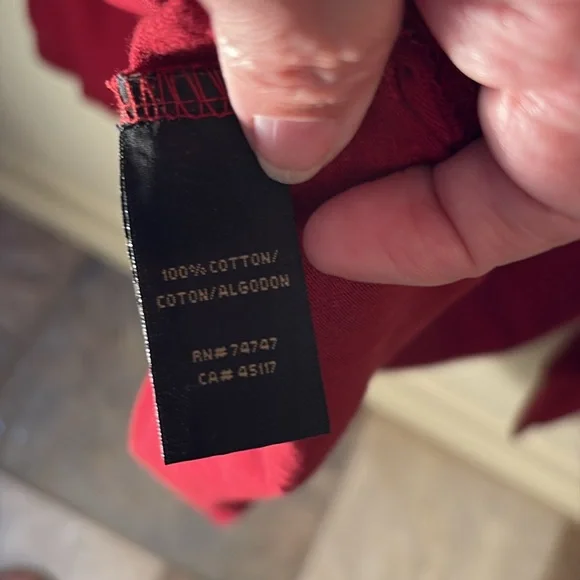 100% COTTON/
COTON/ALGODON
RN# 74747
CA# 45117